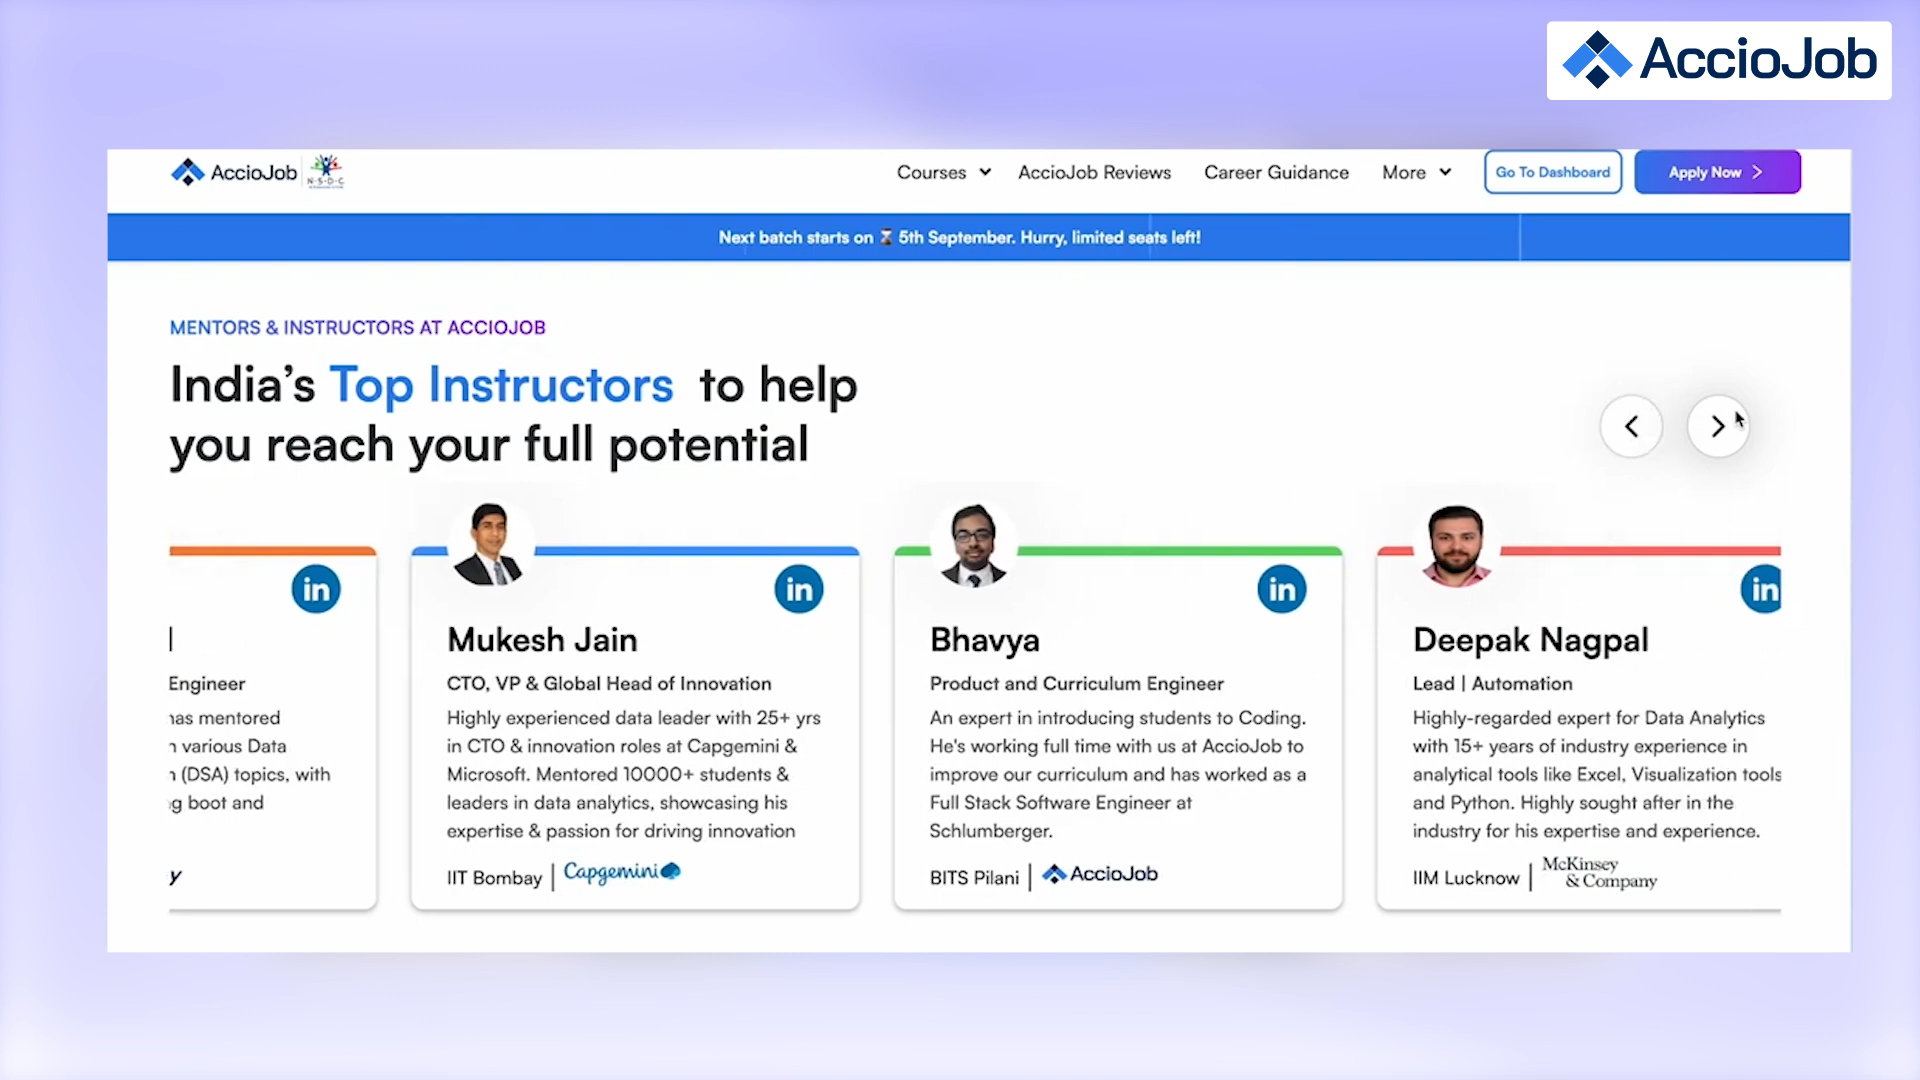 AccioJob
AccioJob
N·S·D·C
Courses
AccioJob Reviews
Career Guidance
More
Go To Dashboard
Apply Now
Next batch starts on ⌛ 5th September. Hurry, limited seats left!
MENTORS & INSTRUCTORS AT ACCIOJOB
India's Top Instructors to help
you reach your full potential
in
Engineer
has mentored
various Data
(DSA) topics, with
boot and
y
in
Mukesh Jain
CTO, VP & Global Head of Innovation
Highly experienced data leader with 25+ yrs
in CTO & innovation roles at Capgemini &
Microsoft. Mentored 10000+ students &
leaders in data analytics, showcasing his
expertise & passion for driving innovation
IIT Bombay | Capgemini
in
Bhavya
Product and Curriculum Engineer
An expert in introducing students to Coding.
He's working full time with us at AccioJob to
improve our curriculum and has worked as a
Full Stack Software Engineer at
Schlumberger.
BITS Pilani | AccioJob
in
Deepak Nagpal
Lead | Automation
Highly-regarded expert for Data Analytics
with 15+ years of industry experience in
analytical tools like Excel, Visualization tools
and Python. Highly sought after in the
industry for his expertise and experience.
IIM Lucknow | McKinsey
& Company